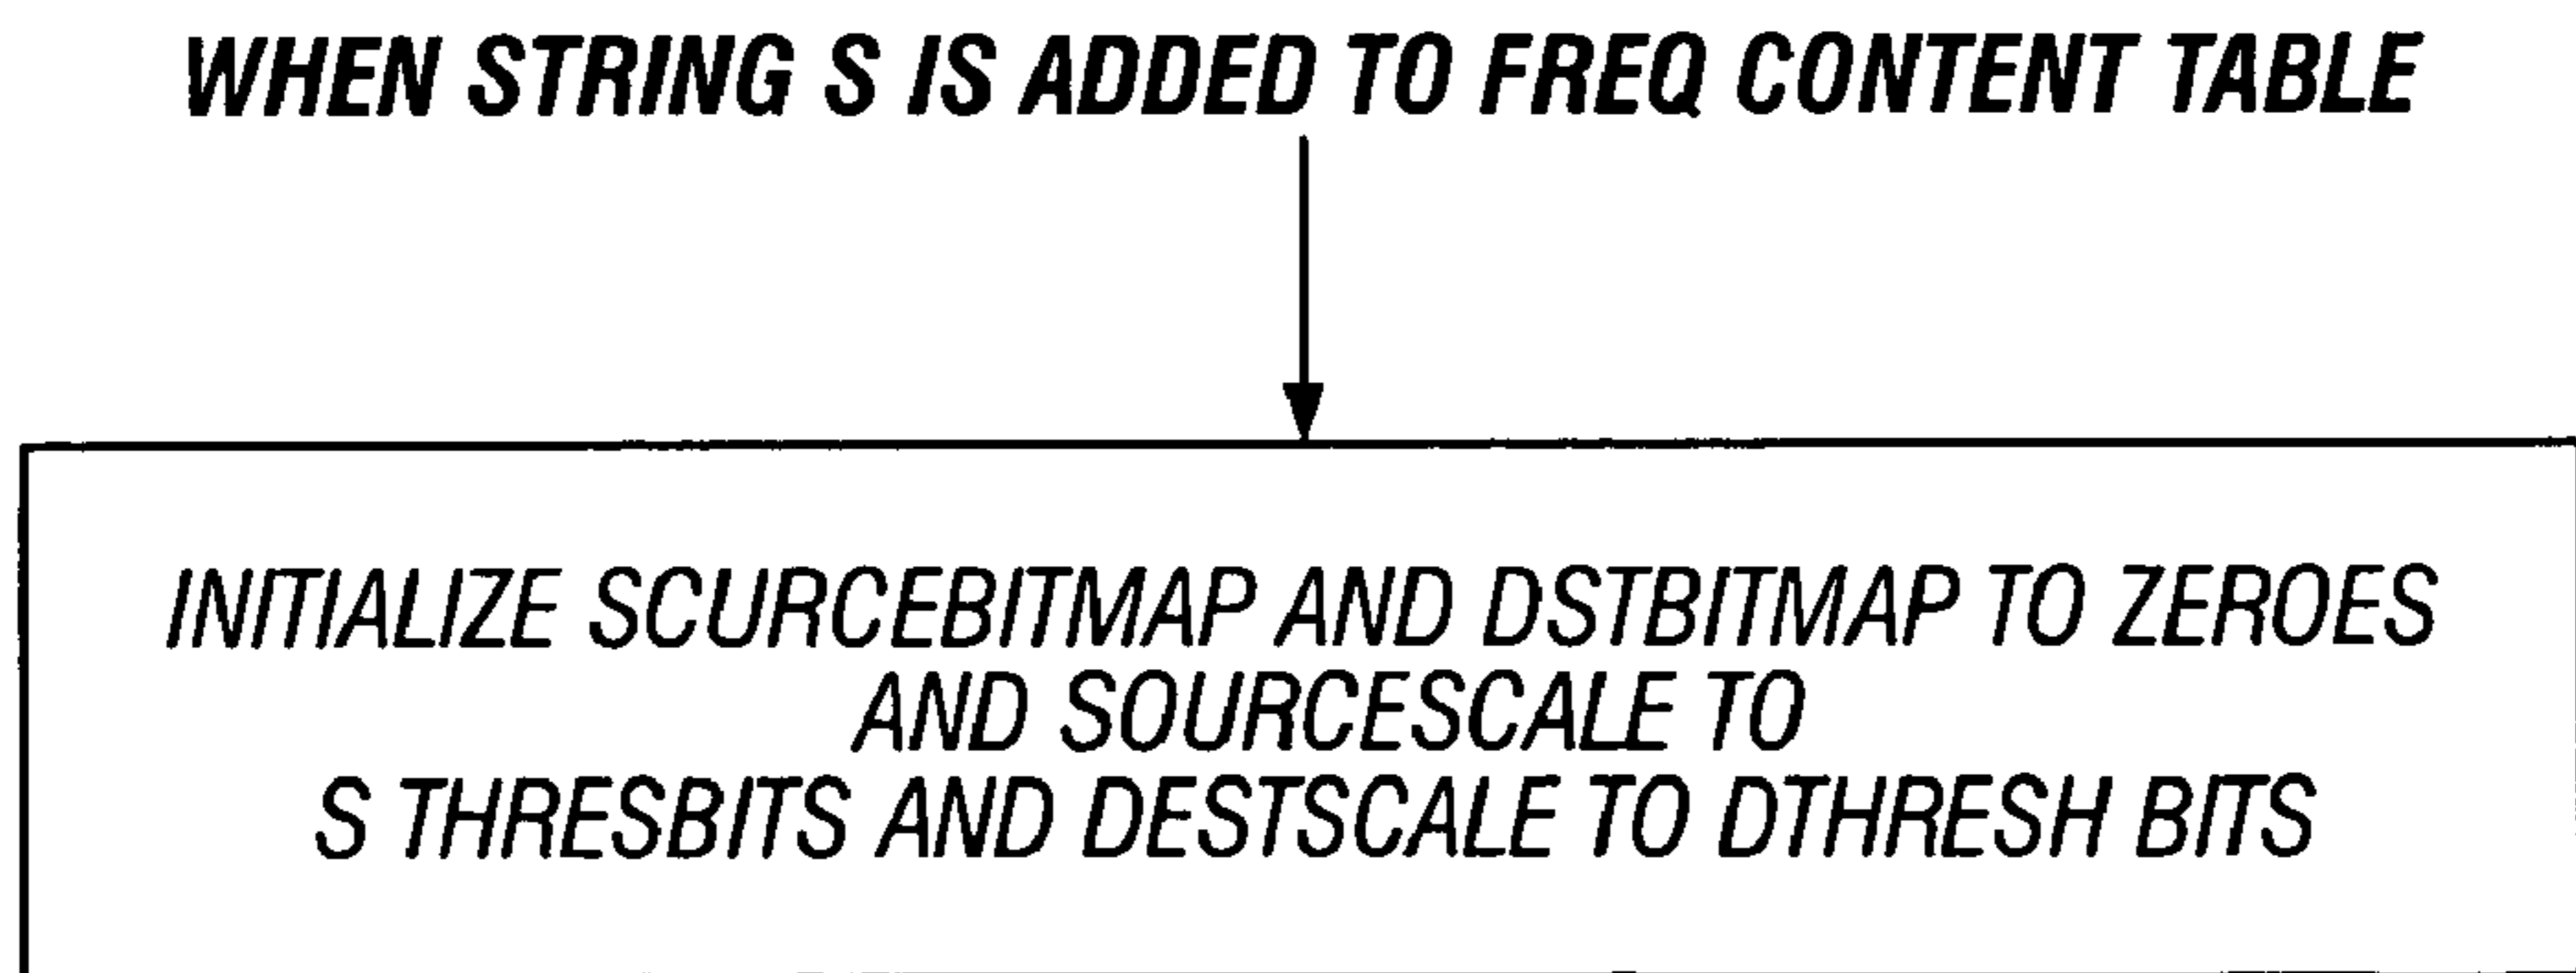 WHEN STRING S IS ADDED TO FREQ CONTENT TABLE
INITIALIZE SCURCEBITMAP AND DSTBITMAP TO ZEROES
AND SOURCESCALE TO
S THRESBITS AND DESTSCALE TO DTHRESH BITS